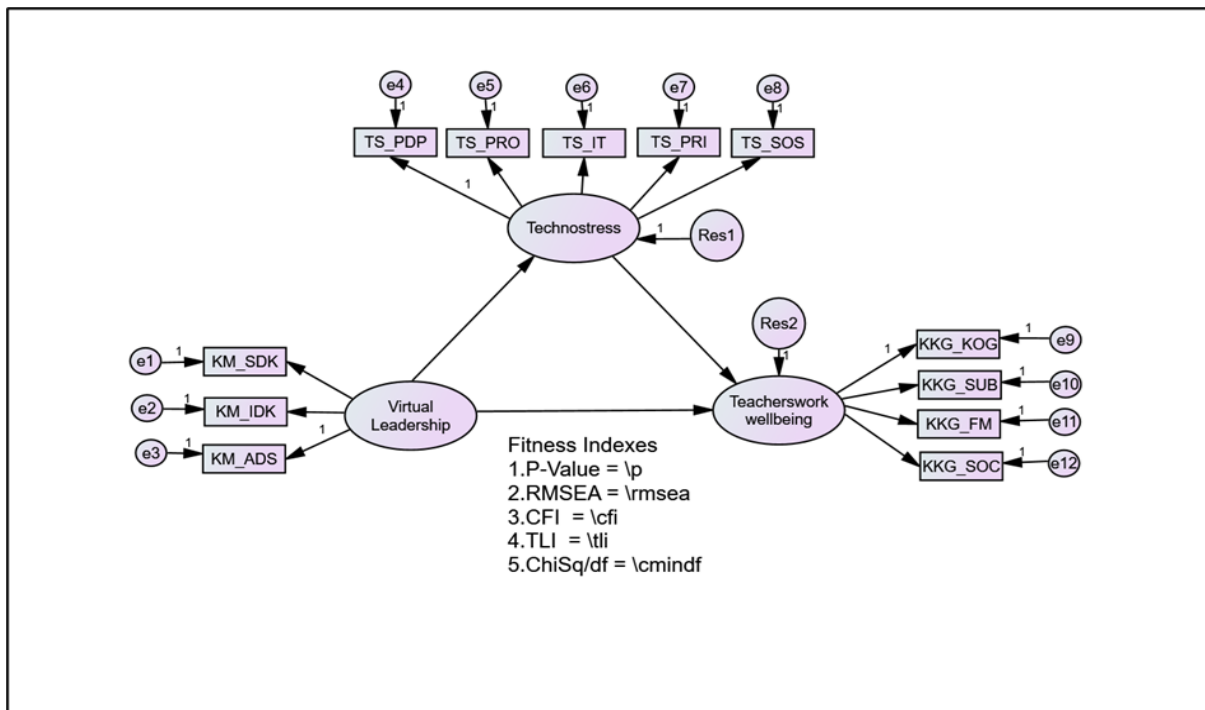 e4
e5
e6
e7
e8
1
1
1
1
1
TS_PDP
TS_PRO
TS_IT
TS_PRI
TS_SOS
1
Technostress
1
Res1
Res2
1
e1
1
KM_SDK
e2
1
KM_IDK
e3
1
KM_ADS
1
Virtual
Leadership
Teacherswork
wellbeing
1
KKG_KOG
1
e9
KKG_SUB
1
e10
KKG_FM
1
e11
KKG_SOC
1
e12
Fitness Indexes
1.P-Value = \p
2.RMSEA = \rmsea
3.CFI = \cfi
4.TLI = \tli
5.ChiSq/df = \cmindf